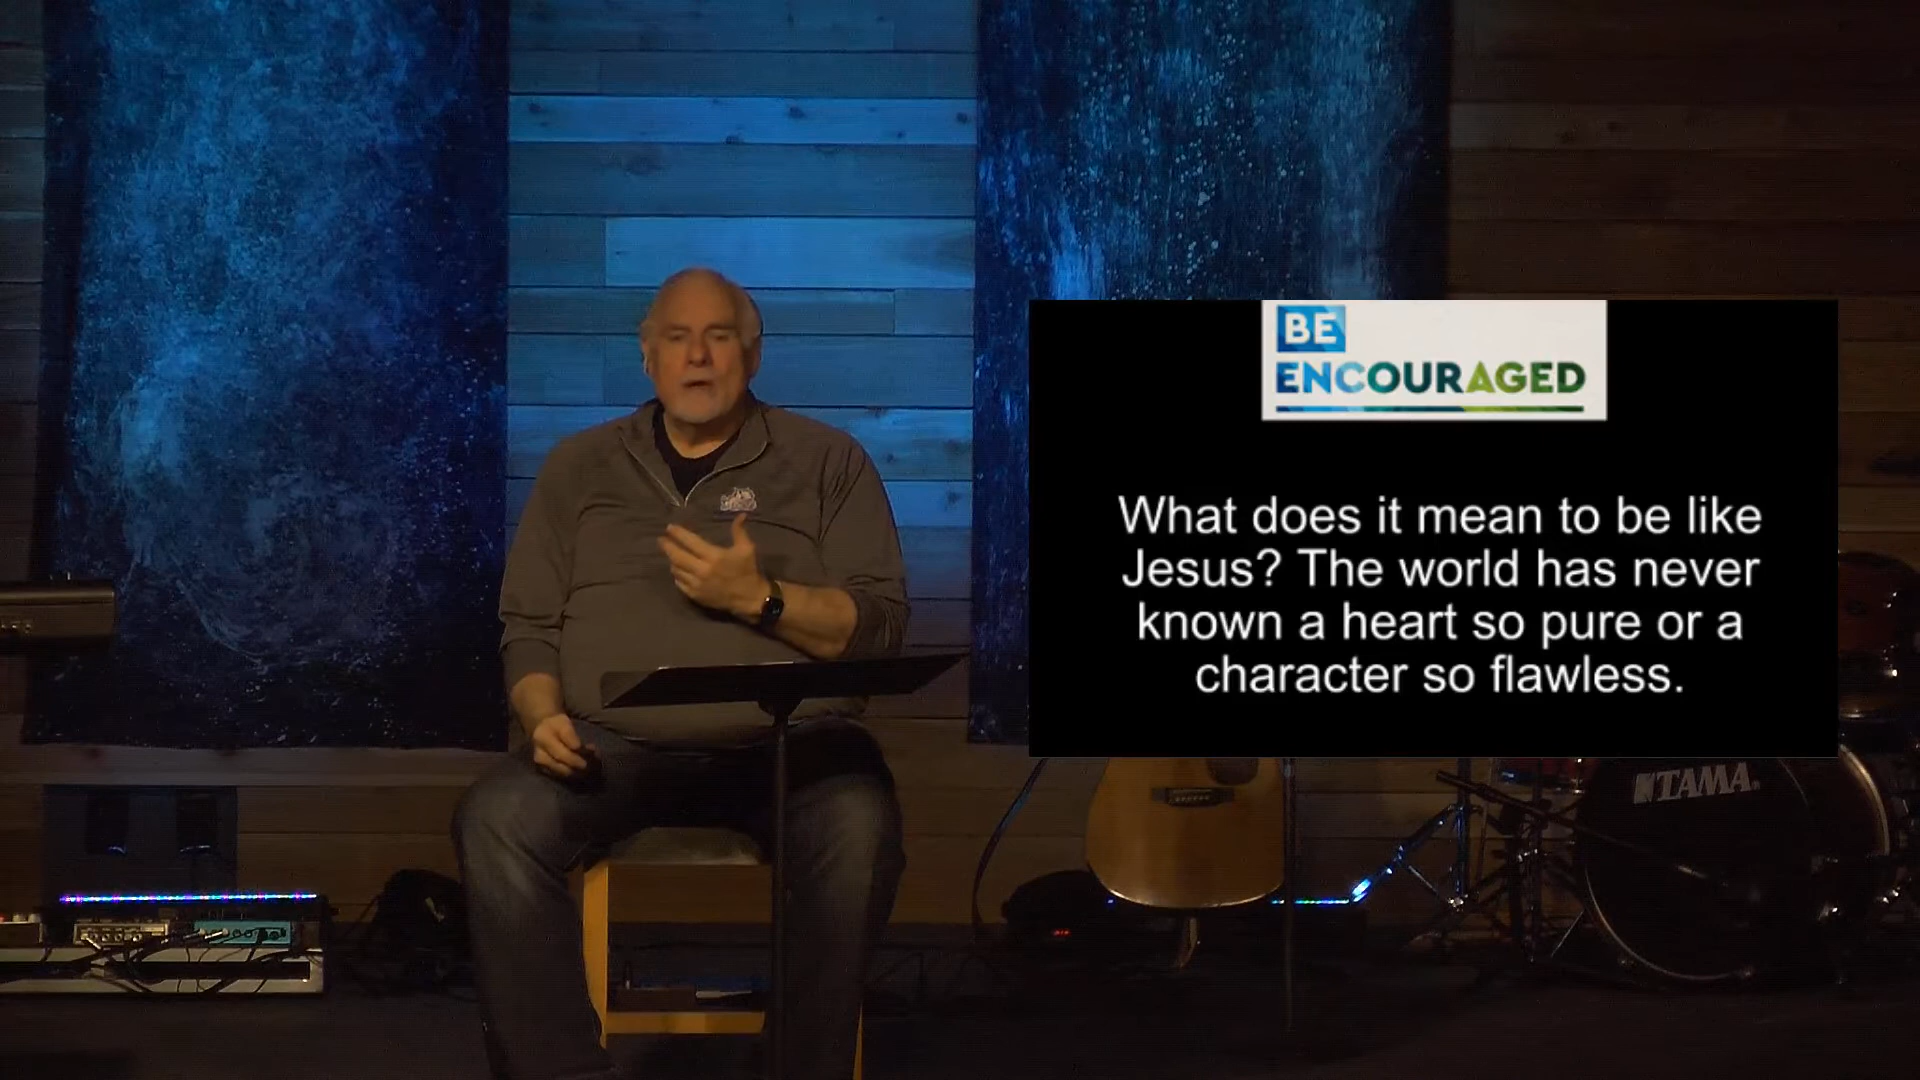 BE
ENCOURAGED
What does it mean to be like
Jesus? The world has never
known a heart so pure or a
character so flawless.
TAMA